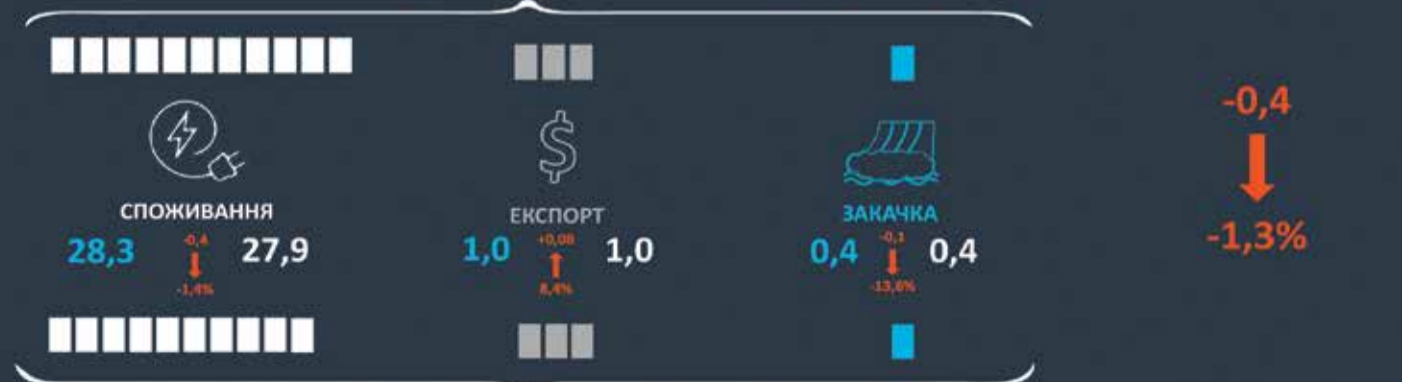 -0,4
$
СПОЖИВАННЯ
ЕКСПОРТ
ЗАКАЧКА
28,3 -0,4 27,9
1,0 +0,08 1,0
0,4 -0,1 0,4
-1,3%
-1,4%
8,4%
-13,6%